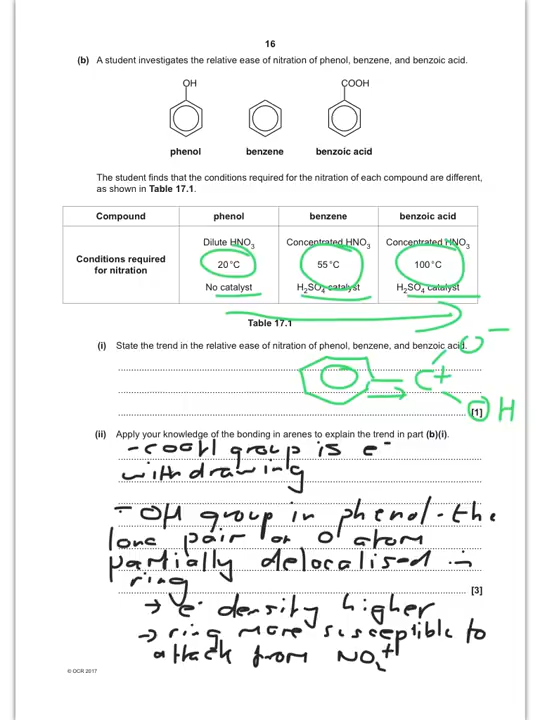 16
(b) A student investigates the relative ease of nitration of phenol, benzene, and benzoic acid.
OH
COOH
phenol benzene benzoic acid
The student finds that the conditions required for the nitration of each compound are different,
as shown in Table 17.1.
Compound phenol benzene benzoic acid
Conditions required
for nitration
Dilute HNO3 Concentrated HNO3 Concentrated HNO3
20 °C 55 °C 100 °C
No catalyst H2SO4 catalyst H2SO4 catalyst
Table 17.1
(i) State the trend in the relative ease of nitration of phenol, benzene, and benzoic acid.
O−
C+
OH
[1]
(ii) Apply your knowledge of the bonding in arenes to explain the trend in part (b)(i).
- COOH group is e-
withdrawing
- OH group in phenol - the
lone pair on O atom
partially delocalised in
ring
[3]
→ e- density higher
→ ring more susceptible to
attack from NO2+
© OCR 2017